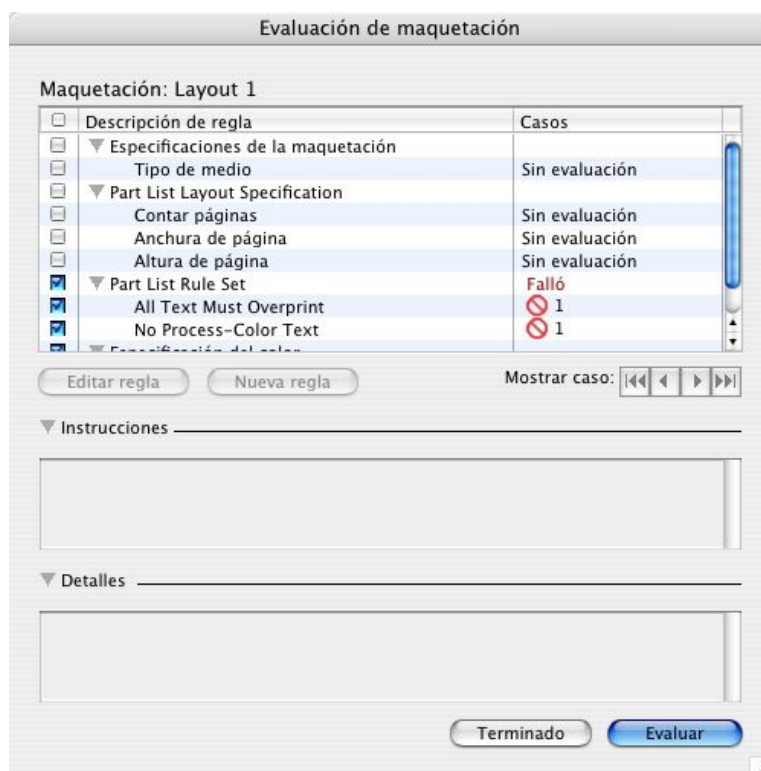 Evaluación de maquetación
Maquetación: Layout 1
Descripción de regla Casos
Especificaciones de la maquetación
Tipo de medio Sin evaluación
Part List Layout Specification
Contar páginas Sin evaluación
Anchura de página Sin evaluación
Altura de página Sin evaluación
Part List Rule Set Falló
All Text Must Overprint 1
No Process-Color Text 1
Especificación del color
Editar regla Nueva regla Mostrar caso:
Instrucciones
Detalles
Terminado Evaluar